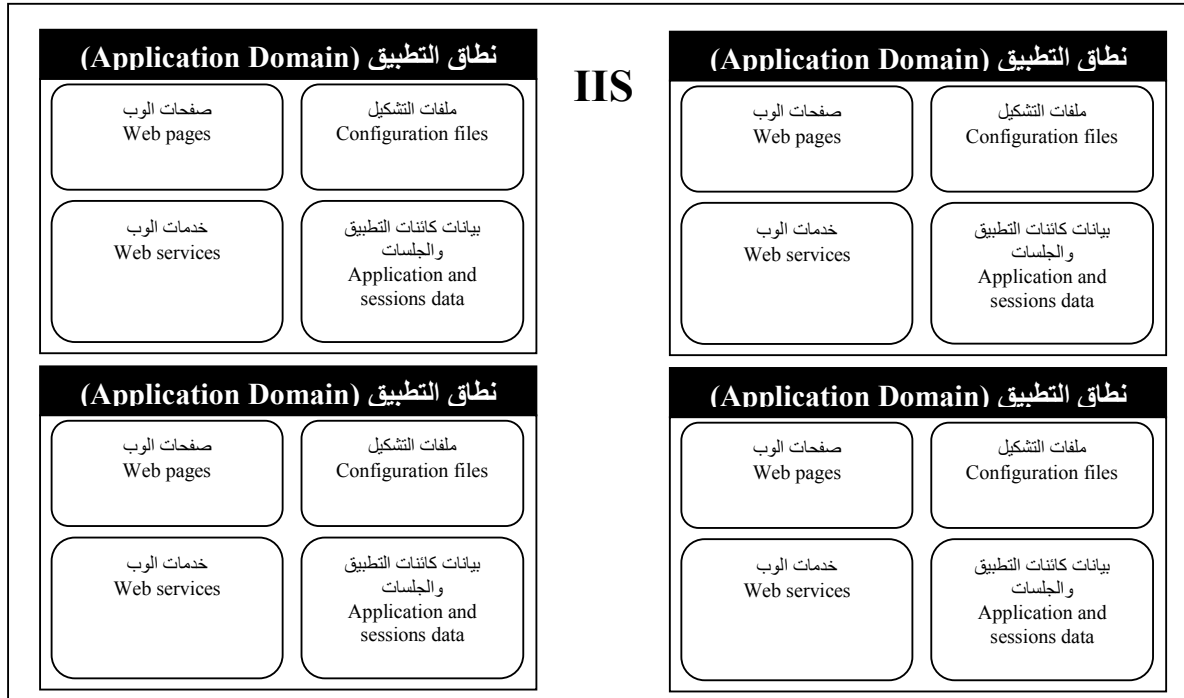 نطاق التطبيق (Application Domain)
صفحات الوب
Web pages
ملفات التشكيل
Configuration files
خدمات الوب
Web services
بيانات كائنات التطبيق
والجلسات
Application and
sessions data
IIS
نطاق التطبيق (Application Domain)
صفحات الوب
Web pages
ملفات التشكيل
Configuration files
خدمات الوب
Web services
بيانات كائنات التطبيق
والجلسات
Application and
sessions data
نطاق التطبيق (Application Domain)
صفحات الوب
Web pages
ملفات التشكيل
Configuration files
خدمات الوب
Web services
بيانات كائنات التطبيق
والجلسات
Application and
sessions data
نطاق التطبيق (Application Domain)
صفحات الوب
Web pages
ملفات التشكيل
Configuration files
خدمات الوب
Web services
بيانات كائنات التطبيق
والجلسات
Application and
sessions data